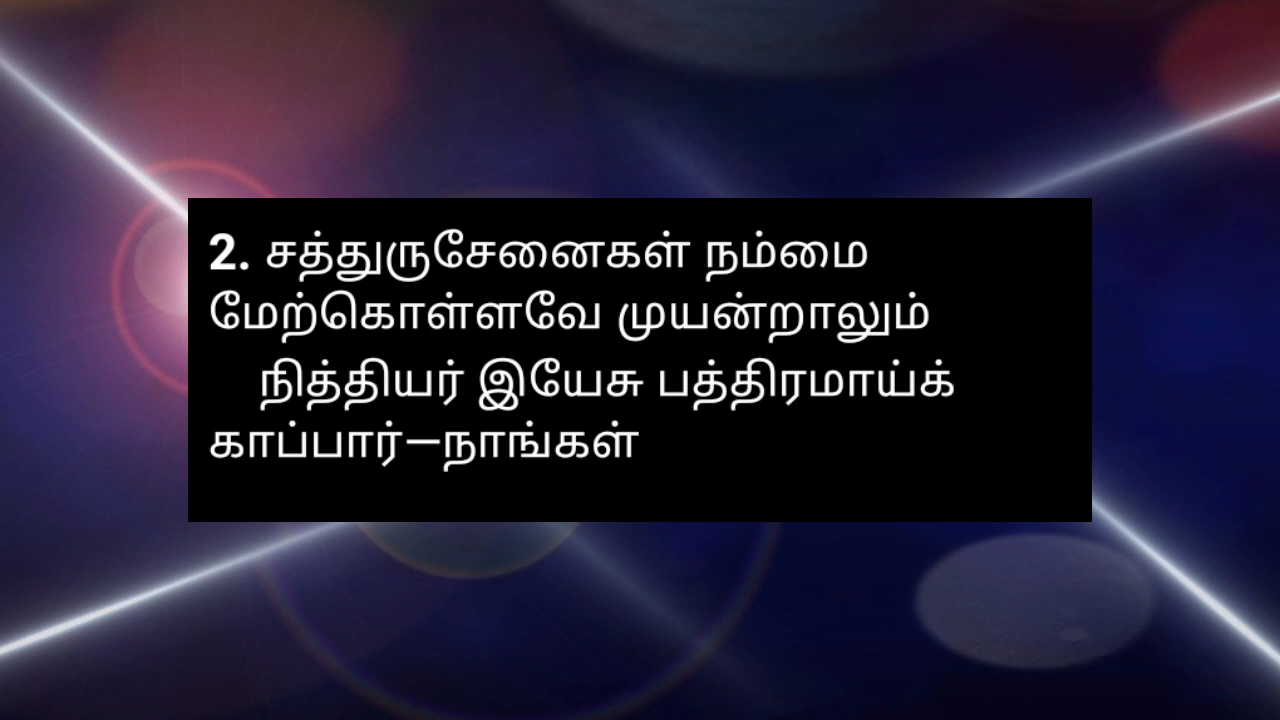 2. சத்துருசேனைகள் நம்மை
மேற்கொள்ளவே முயன்றாலும்
நித்தியர் இயேசு பத்திரமாய்க்
காப்பார்—நாங்கள்